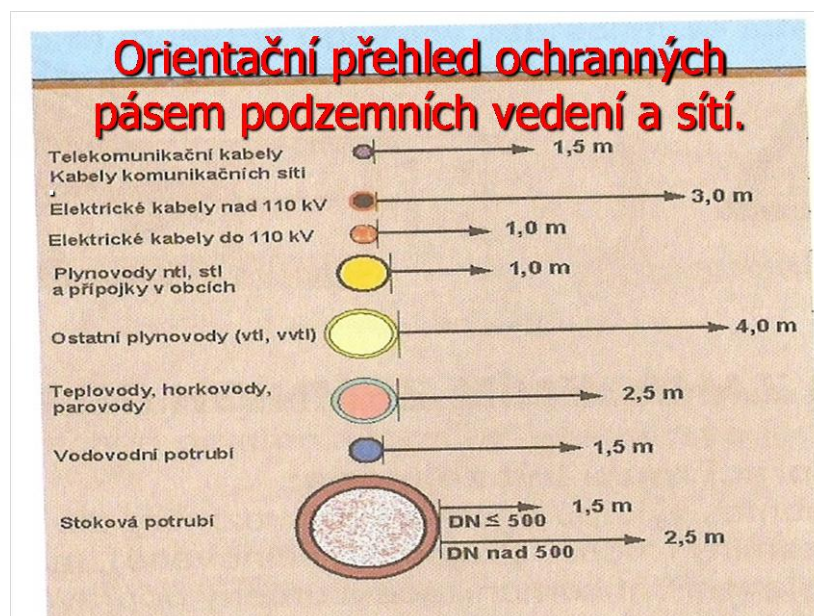 Orientační přehled ochranných
pásem podzemních vedení a sítí.
Telekomunikační kabely
Kabely komunikačních síti
1,5 m
Elektrické kabely nad 110 kV
3,0 m
Elektrické kabely do 110 kV
1,0 m
Plynovody ntl, stl
a přípojky v obcích
1,0 m
Ostatní plynovody (vtl, vvtl)
4,0 m
Teplovody, horkovody,
parovody
2,5 m
Vodovodní potrubí
1,5 m
Stoková potrubí
DN ≤ 500
1,5 m
DN nad 500
2,5 m